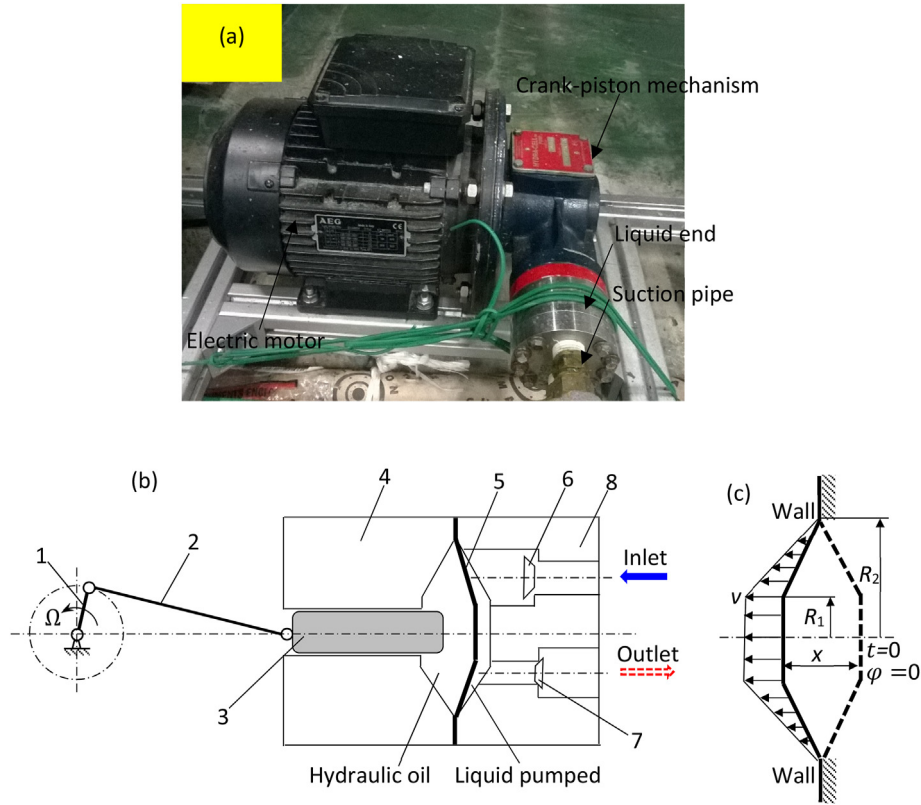 (a)
Crank-piston mechanism
AEG
CE
Liquid end
Suction pipe
Electric motor
(b)
4
5
6
8
(c)
1
2
Ω
3
Inlet
Outlet
7
Hydraulic oil
Liquid pumped
Wall
v
R1
R2
x
t=0
φ =0
Wall